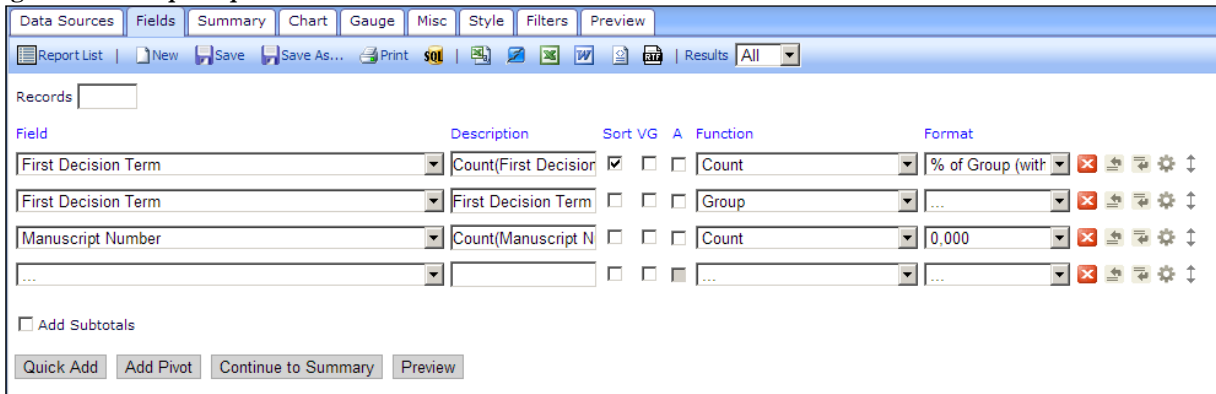 Data Sources Fields Summary Chart Gauge Misc Style Filters Preview
Report List | New Save Save As... Print SQL | | Results All
Records
Field Description Sort VG A Function Format
First Decision Term Count(First Decision Count % of Group (with
First Decision Term First Decision Term Group ...
Manuscript Number Count(Manuscript N Count 0,000
... ... ...
Add Subtotals
Quick Add Add Pivot Continue to Summary Preview